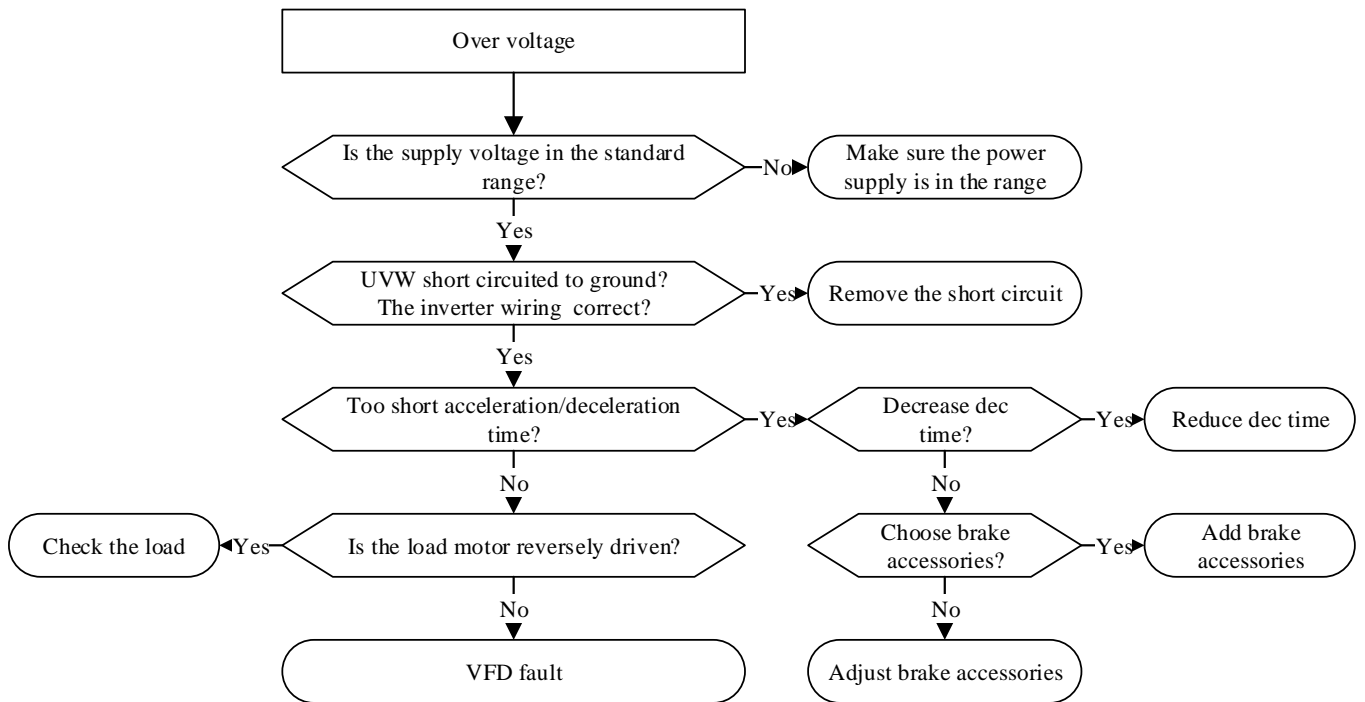 Over voltage
Is the supply voltage in the standard
range?
No
Make sure the power
supply is in the range
Yes
UVW short circuited to ground?
The inverter wiring  correct?
Yes
Remove the short circuit
Yes
Too short acceleration/deceleration
time?
Yes
Decrease dec
time?
Yes
Reduce dec time
No
No
Check the load
Yes
Is the load motor reversely driven?
Choose brake
accessories?
Yes
Add brake
accessories
No
No
VFD fault
Adjust brake accessories